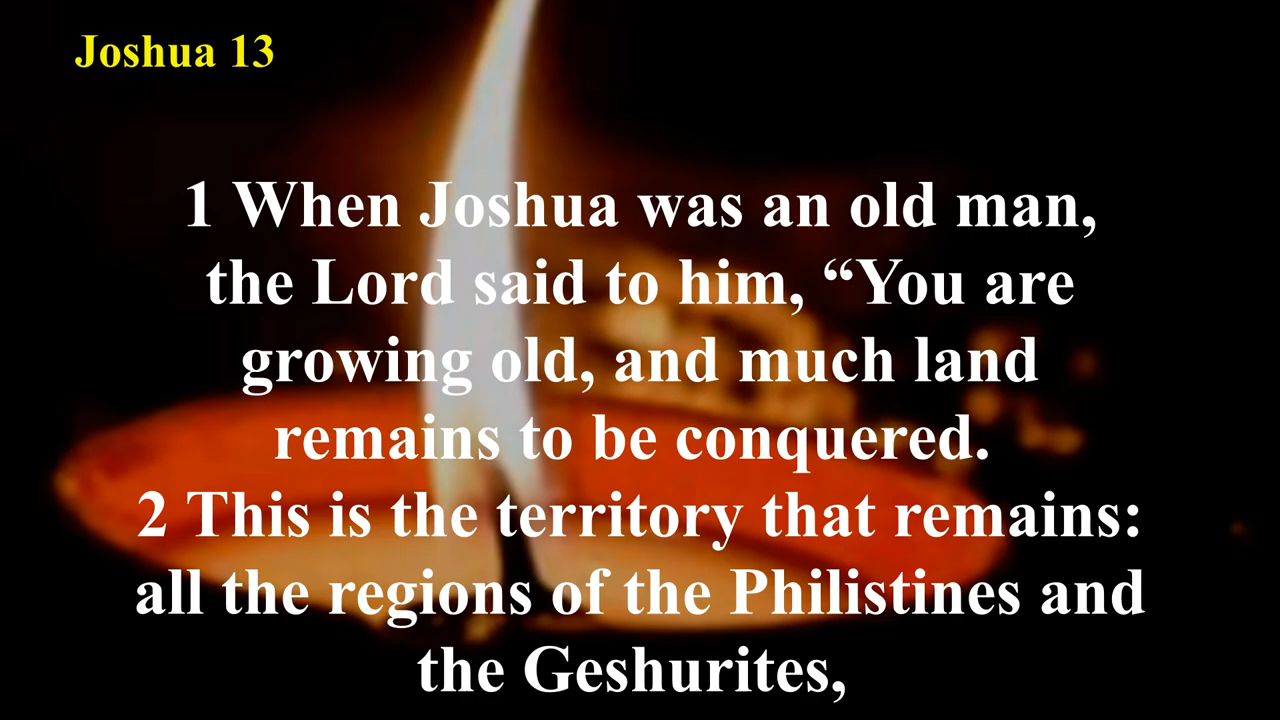 Joshua 13
1 When Joshua was an old man,
the Lord said to him, “You are
growing old, and much land
remains to be conquered.
2 This is the territory that remains:
all the regions of the Philistines and
the Geshurites,